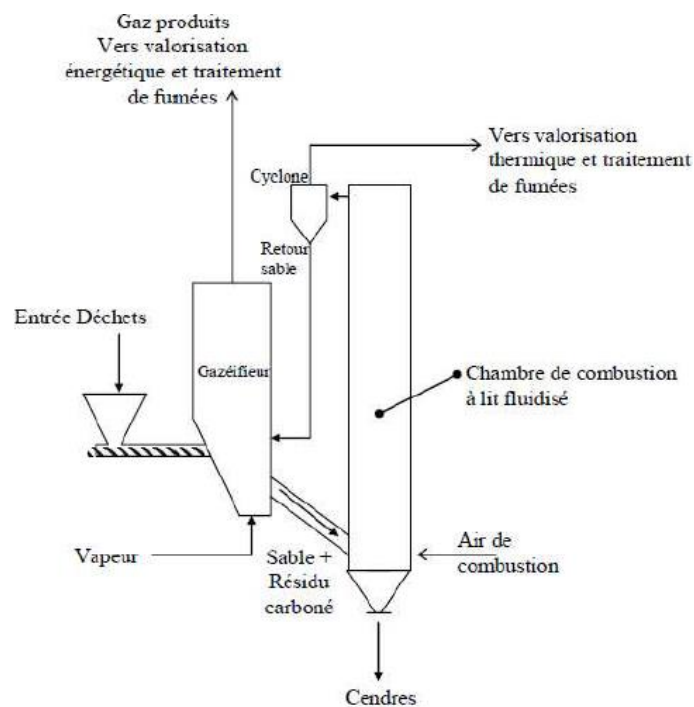 Gaz produits
Vers valorisation
énergétique et traitement
de fumées
Vers valorisation
thermique et traitement
de fumées
Cyclone
Retour
sable
Entrée Déchets
Gazéifieur
Chambre de combustion
à lit fluidisé
Vapeur
Sable +
Résidu
carboné
Air de
combustion
Cendres